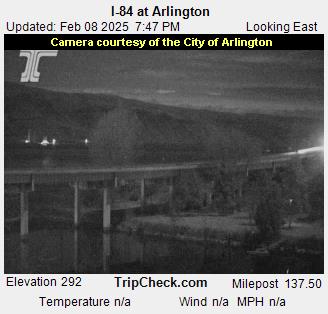 I-84 at Arlington
Updated: Feb 08 2025 7:47 PM Looking East
Camera courtesy of the City of Arlington
Elevation 292 TripCheck.com Milepost 137.50
Temperature n/a Wind n/a MPH n/a